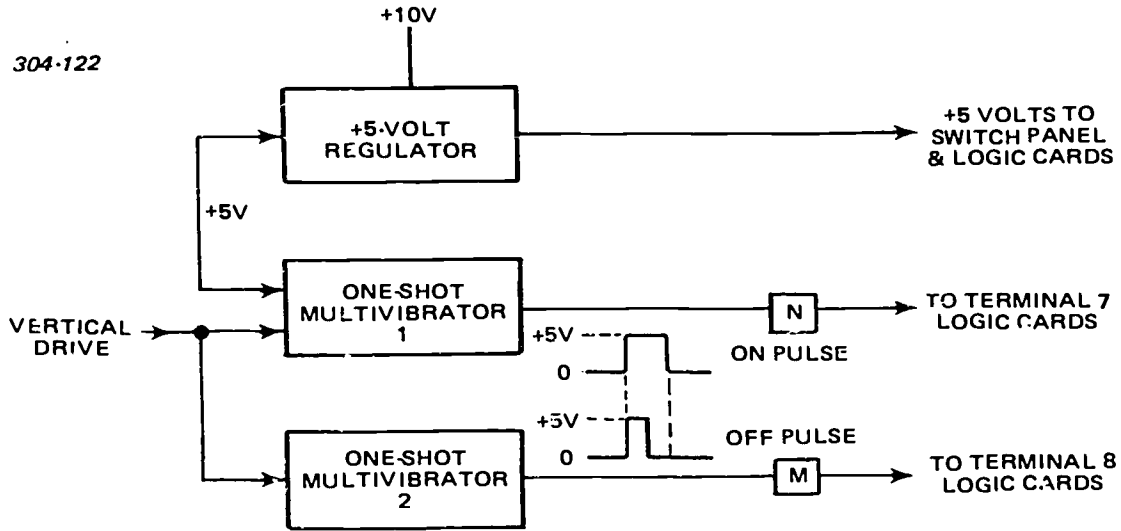 +10V
304-122
+5-VOLT
REGULATOR
+5 VOLTS TO
SWITCH PANEL
& LOGIC CARDS
+5V
ONE-SHOT
MULTIVIBRATOR
1
N
TO TERMINAL 7
LOGIC CARDS
VERTICAL
DRIVE
+5V
0
ON PULSE
+5V
0
OFF PULSE
ONE-SHOT
MULTIVIBRATOR
2
M
TO TERMINAL 8
LOGIC CARDS